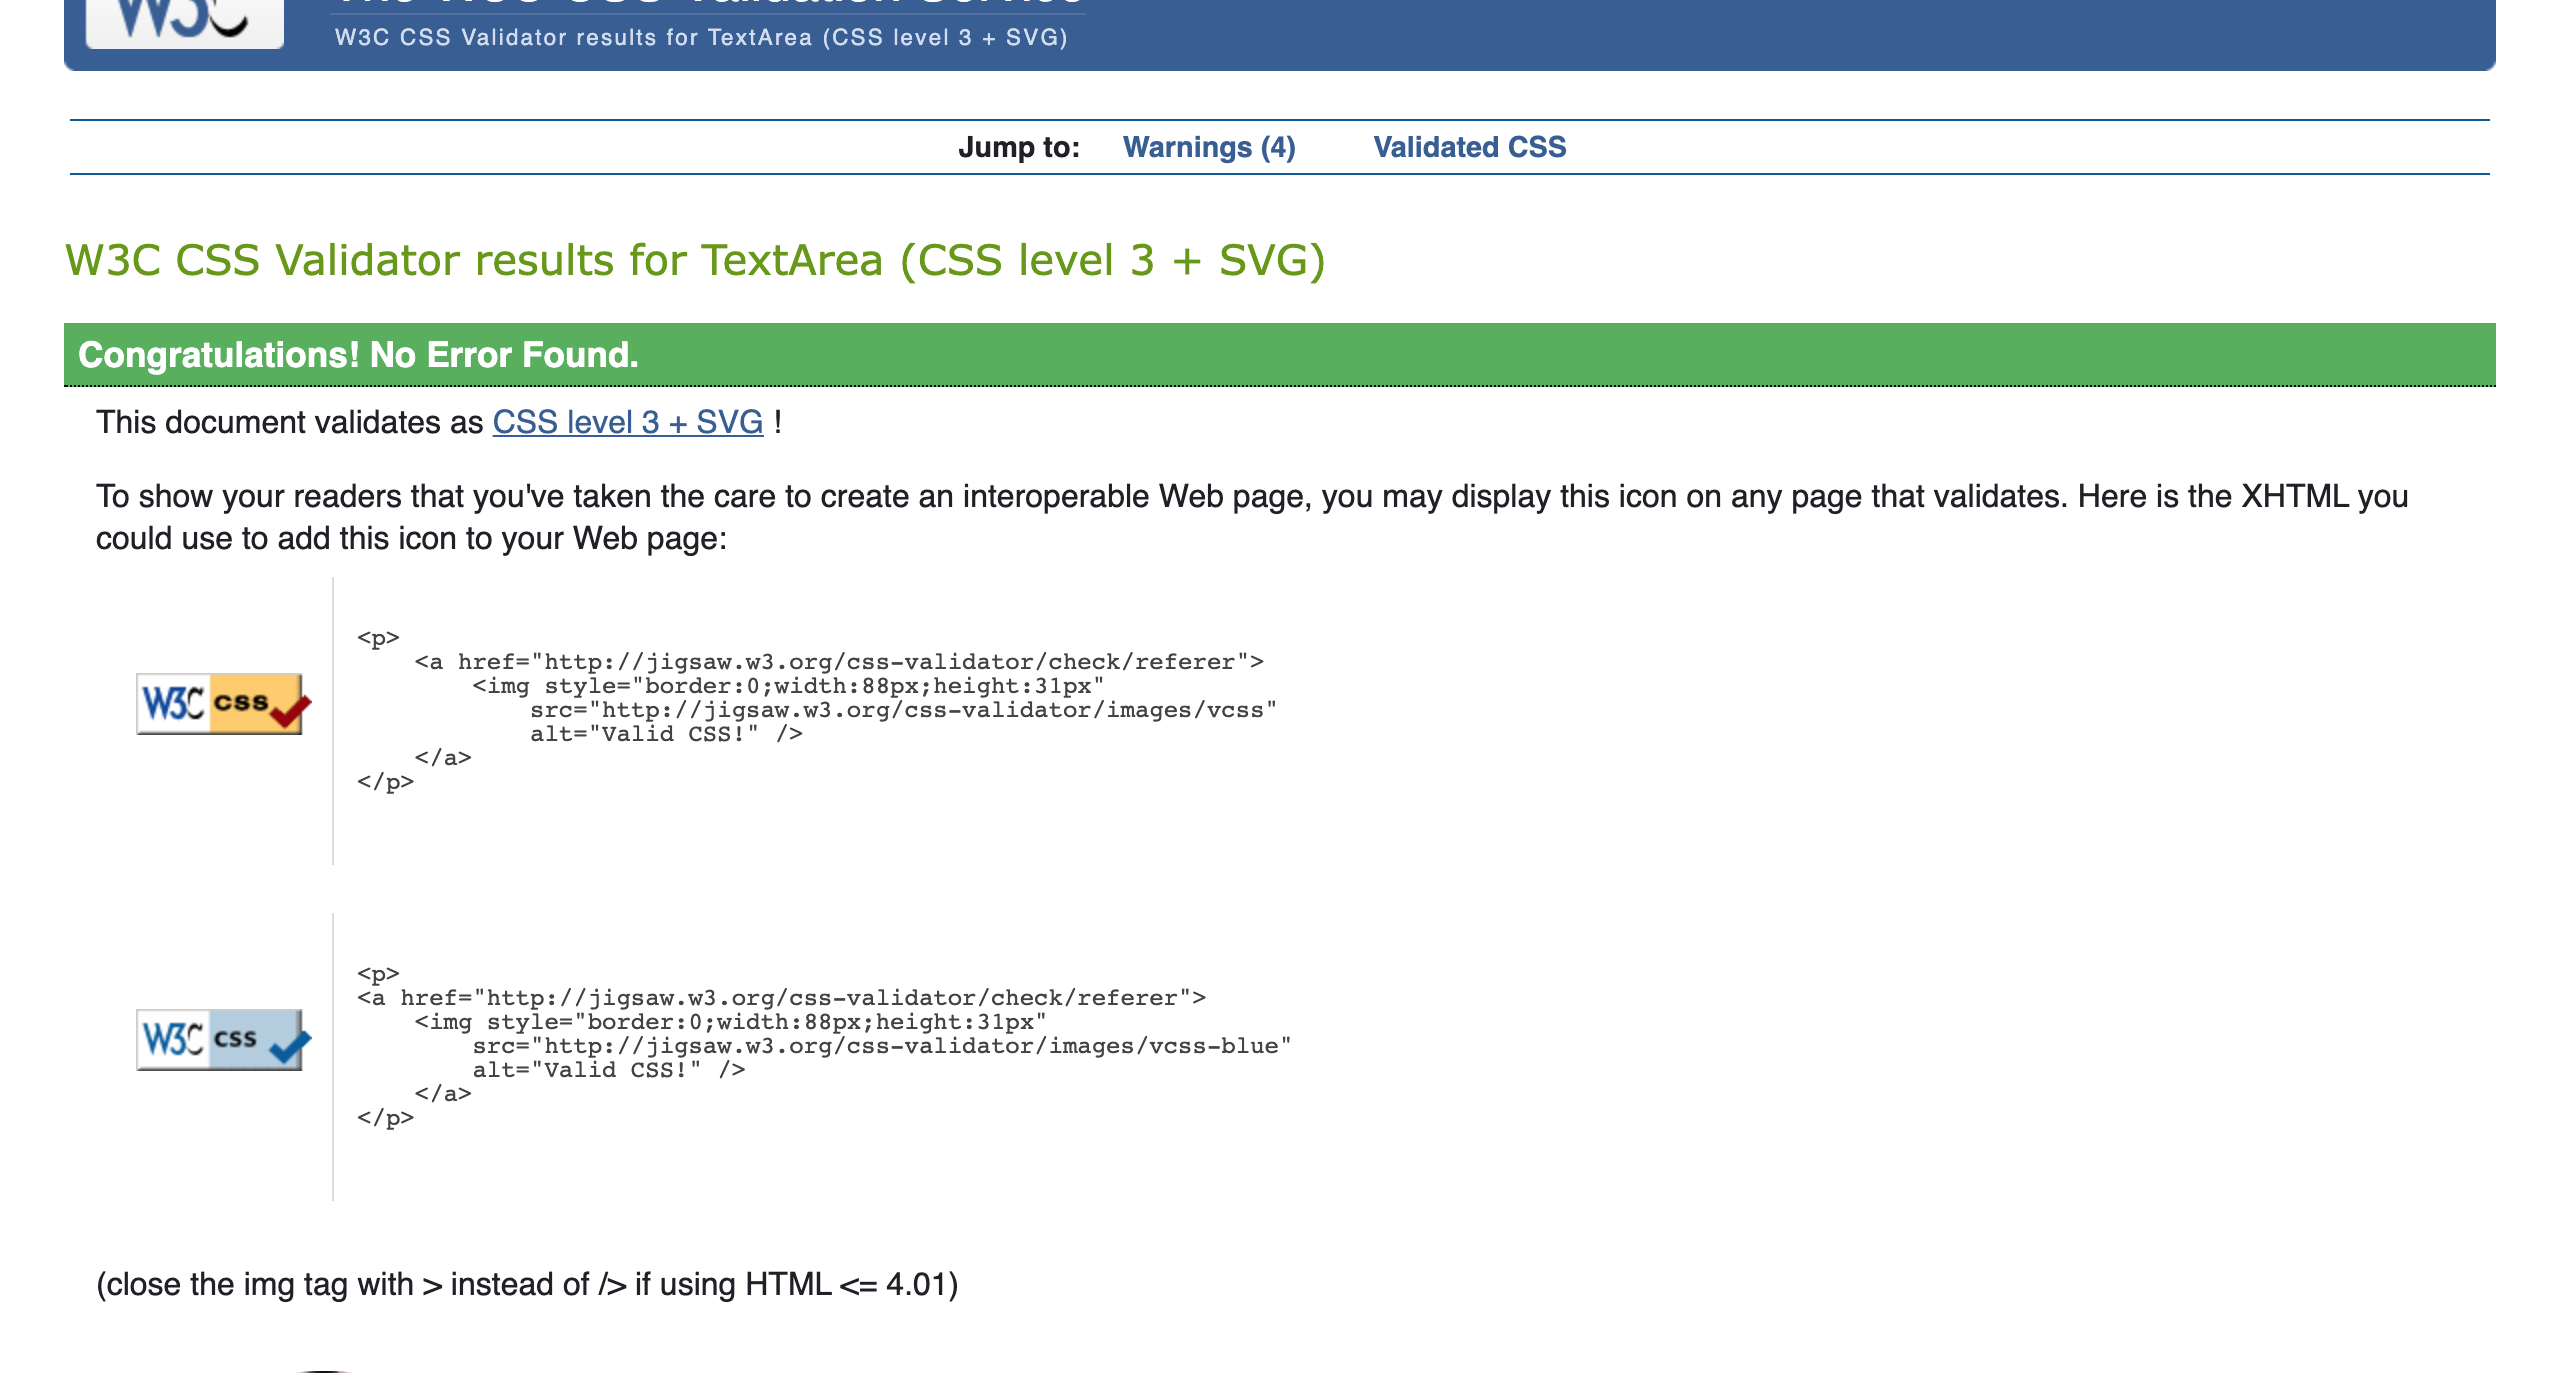 W3C
The W3C CSS Validation Service
W3C CSS Validator results for TextArea (CSS level 3 + SVG)
Jump to: Warnings (4) Validated CSS
W3C CSS Validator results for TextArea (CSS level 3 + SVG)
Congratulations! No Error Found.
This document validates as CSS level 3 + SVG !
To show your readers that you've taken the care to create an interoperable Web page, you may display this icon on any page that validates. Here is the XHTML you
could use to add this icon to your Web page:
<p>
    <a href="http://jigsaw.w3.org/css-validator/check/referer">
        <img style="border:0;width:88px;height:31px"
W3C css
            src="http://jigsaw.w3.org/css-validator/images/vcss"
            alt="Valid CSS!" />
    </a>
</p>
<p>
<a href="http://jigsaw.w3.org/css-validator/check/referer">
    <img style="border:0;width:88px;height:31px"
W3C css
        src="http://jigsaw.w3.org/css-validator/images/vcss-blue"
        alt="Valid CSS!" />
    </a>
</p>
(close the img tag with > instead of /> if using HTML <= 4.01)